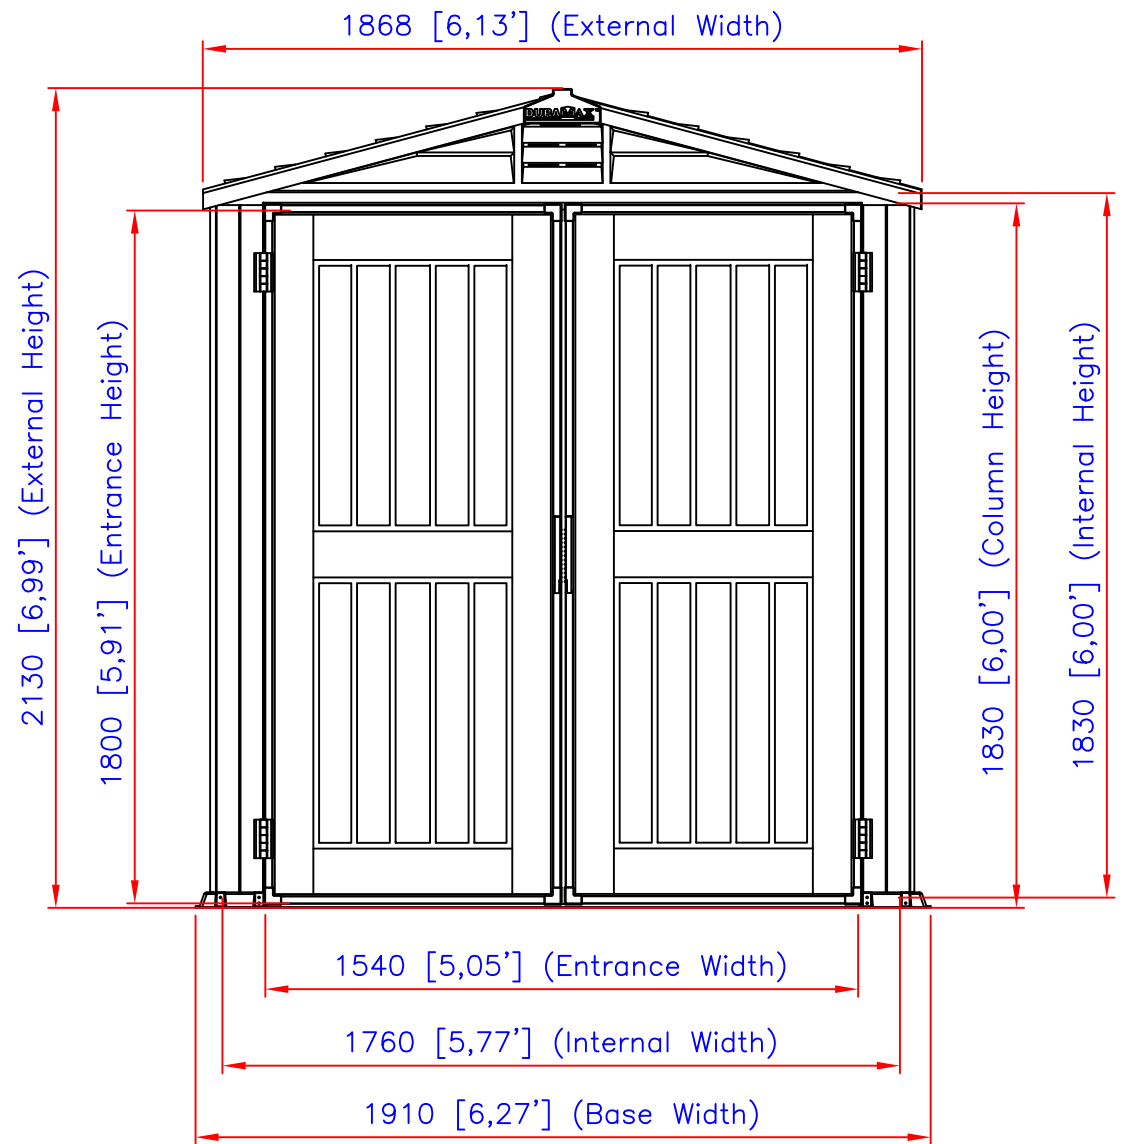 1868 [6,13'] (External Width)
DURAMAX
2130 [6,99'] (External Height)
1800 [5,91'] (Entrance Height)
1830 [6,00'] (Column Height)
1830 [6,00'] (Internal Height)
1540 [5,05'] (Entrance Width)
1760 [5,77'] (Internal Width)
1910 [6,27'] (Base Width)